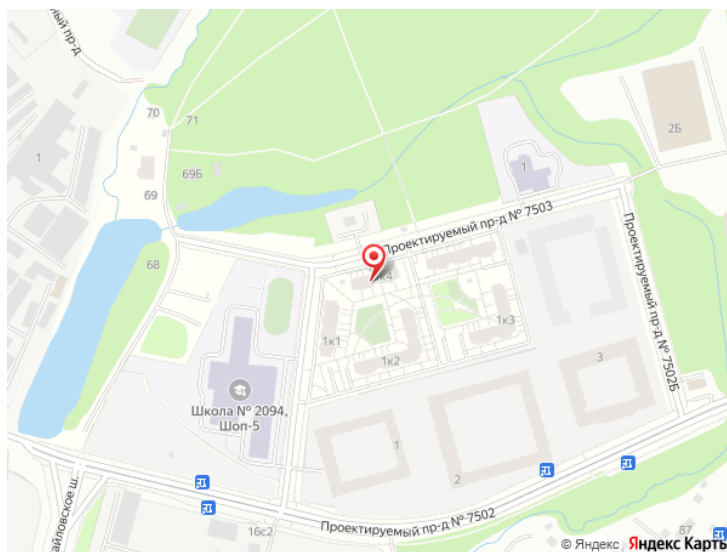 ный пр-д
70
71
2Б
1
69Б
1
69
Проектируемый пр-д № 7503
68
к4
Проектируемый пр-д № 7502Б
1к1
1к3
1к2
3
Школа № 2094,
Шоп-5
1
2
айловское ш.
16с2
Проектируемый пр-д № 7502
87
© Яндекс Яндекс Карты